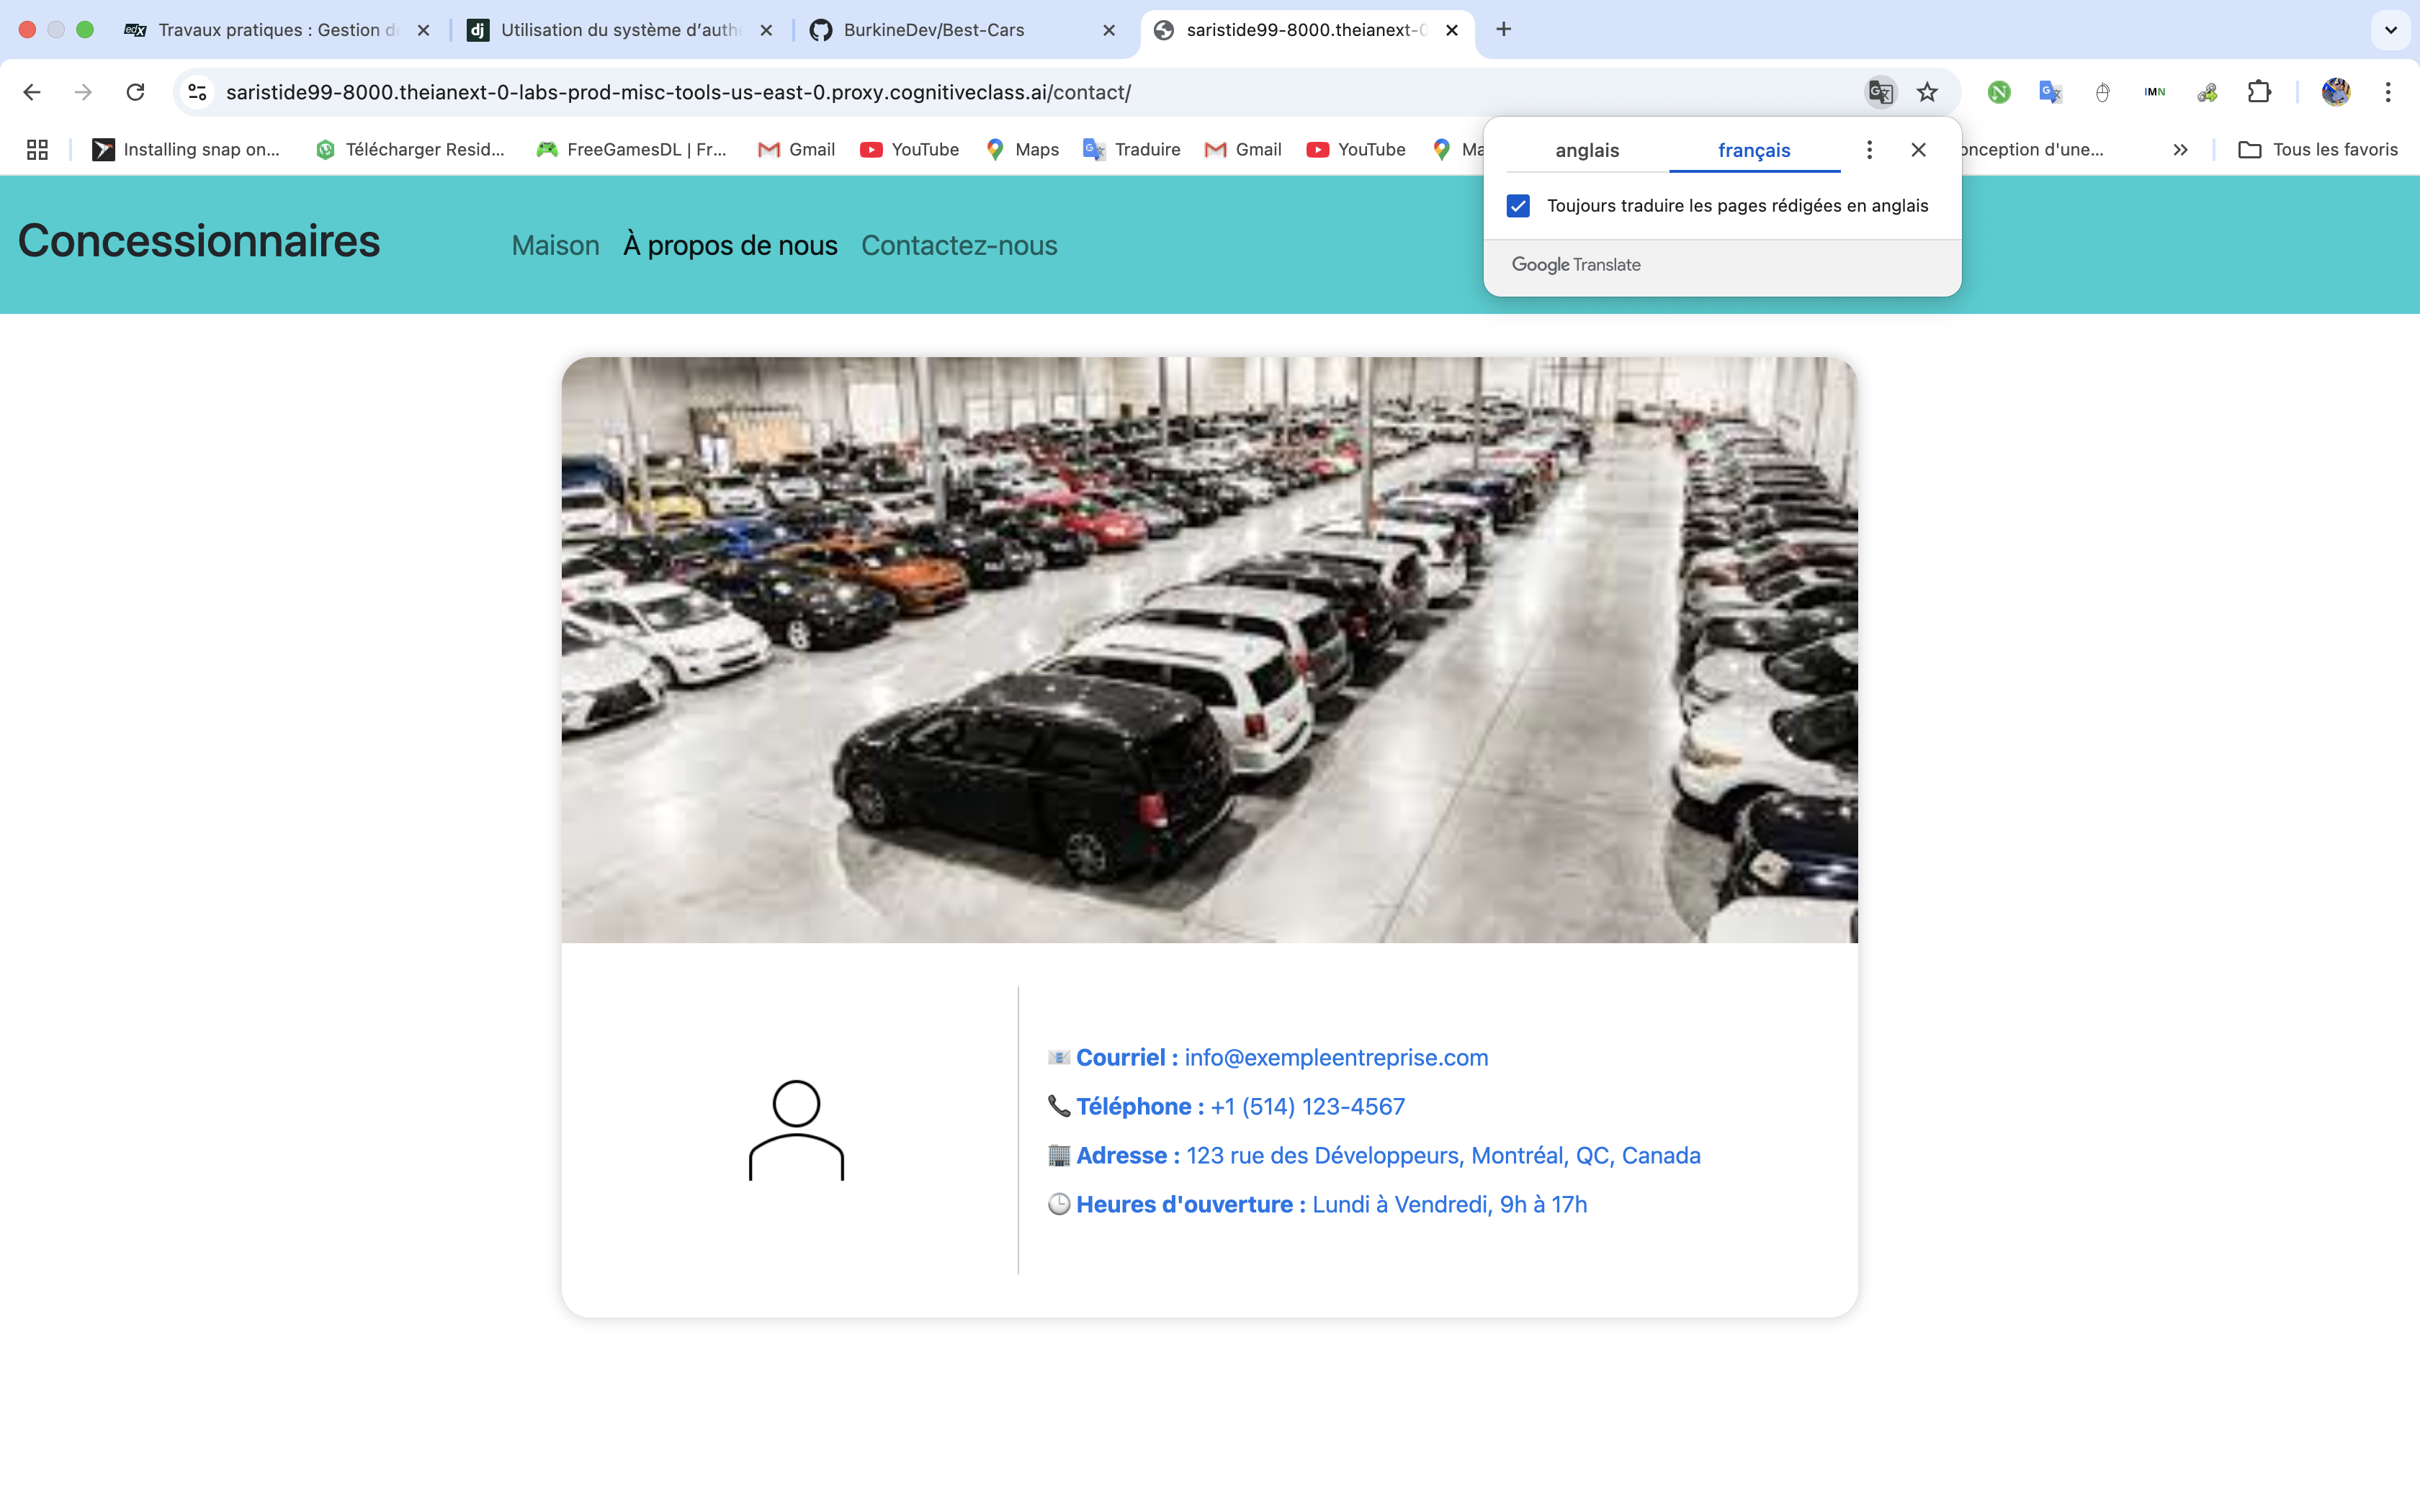 Travaux pratiques : Gestion d
Utilisation du système d'auth
BurkineDev/Best-Cars
saristide99-8000.theianext-0
saristide99-8000.theianext-0-labs-prod-misc-tools-us-east-0.proxy.cognitiveclass.ai/contact/
IMN
Installing snap on...
Télécharger Resid...
FreeGamesDL | Fr...
Gmail
YouTube
Maps
Traduire
Gmail
YouTube
Ma
onception d'une...
Tous les favoris
anglais
français
Toujours traduire les pages rédigées en anglais
Google Translate
Concessionnaires
Maison
À propos de nous
Contactez-nous
📧 Courriel : info@exempleentreprise.com
📞 Téléphone : +1 (514) 123-4567
🏢 Adresse : 123 rue des Développeurs, Montréal, QC, Canada
🕒 Heures d'ouverture : Lundi à Vendredi, 9h à 17h